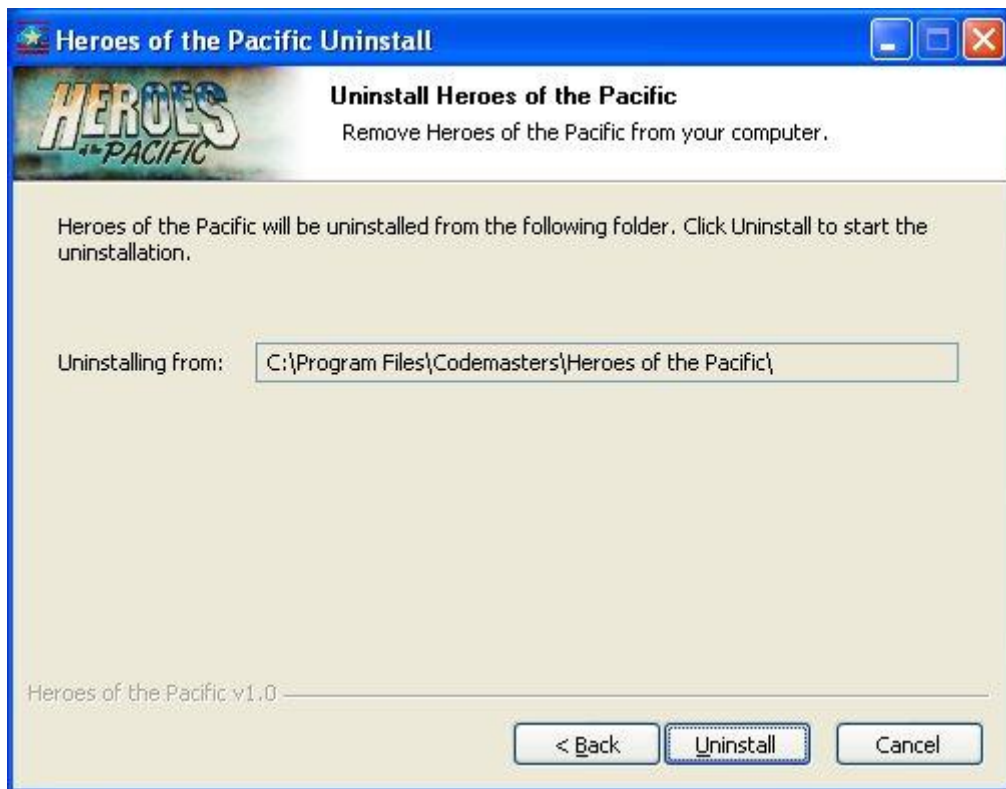 Heroes of the Pacific Uninstall
HEROES
of the PACIFIC
Uninstall Heroes of the Pacific
Remove Heroes of the Pacific from your computer.
Heroes of the Pacific will be uninstalled from the following folder. Click Uninstall to start the
uninstallation.
Uninstalling from: C:\Program Files\Codemasters\Heroes of the Pacific\
Heroes of the Pacific v1.0
< Back Uninstall Cancel